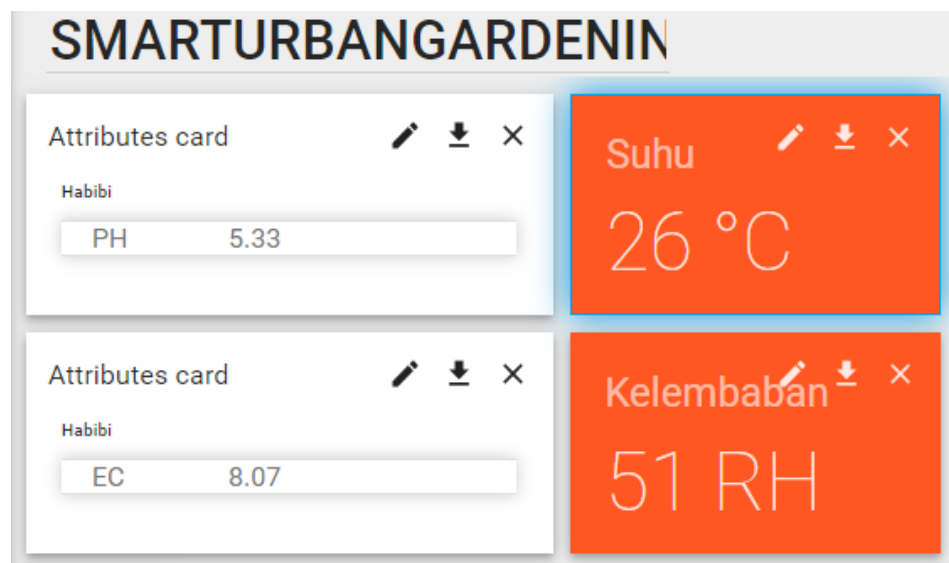 SMARTURBANGARDENIN
Attributes card
Habibi
PH 5.33
Suhu
26 °C
Attributes card
Habibi
EC 8.07
Kelembaban
51 RH